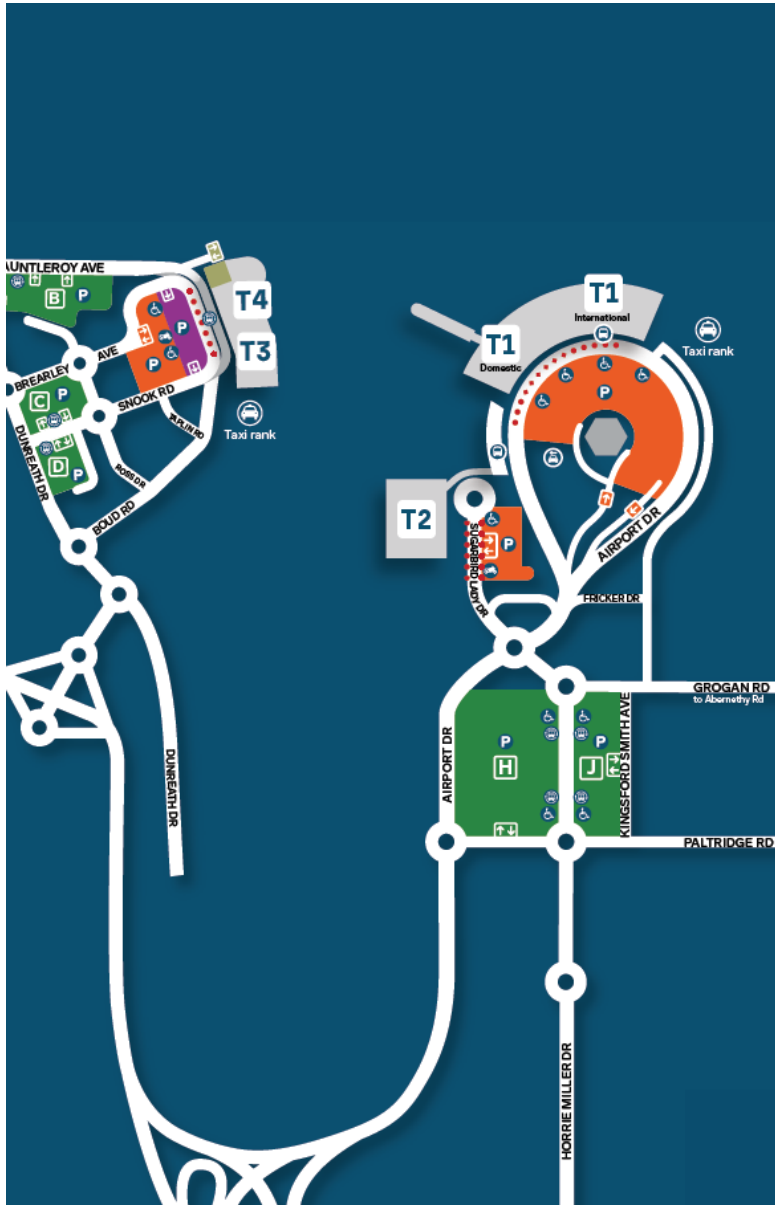 AUNTLEROY AVE
B
P
T4
T3
P
P
BREARLEY AVE
SNOOK RD
TAPLIN RD
Taxi rank
C
P
D
P
DUNREATH DR
ROSS DR
BOUD RD
DUNREATH DR
T1
International
T1
Domestic
Taxi rank
P
T2
SUGARBIRD LADY DR
P
AIRPORT DR
FRICKER DR
GROGAN RD
to Abernethy Rd
AIRPORT DR
P
H
P
J
KINGSFORD SMITH AVE
PALTRIDGE RD
HORRIE MILLER DR